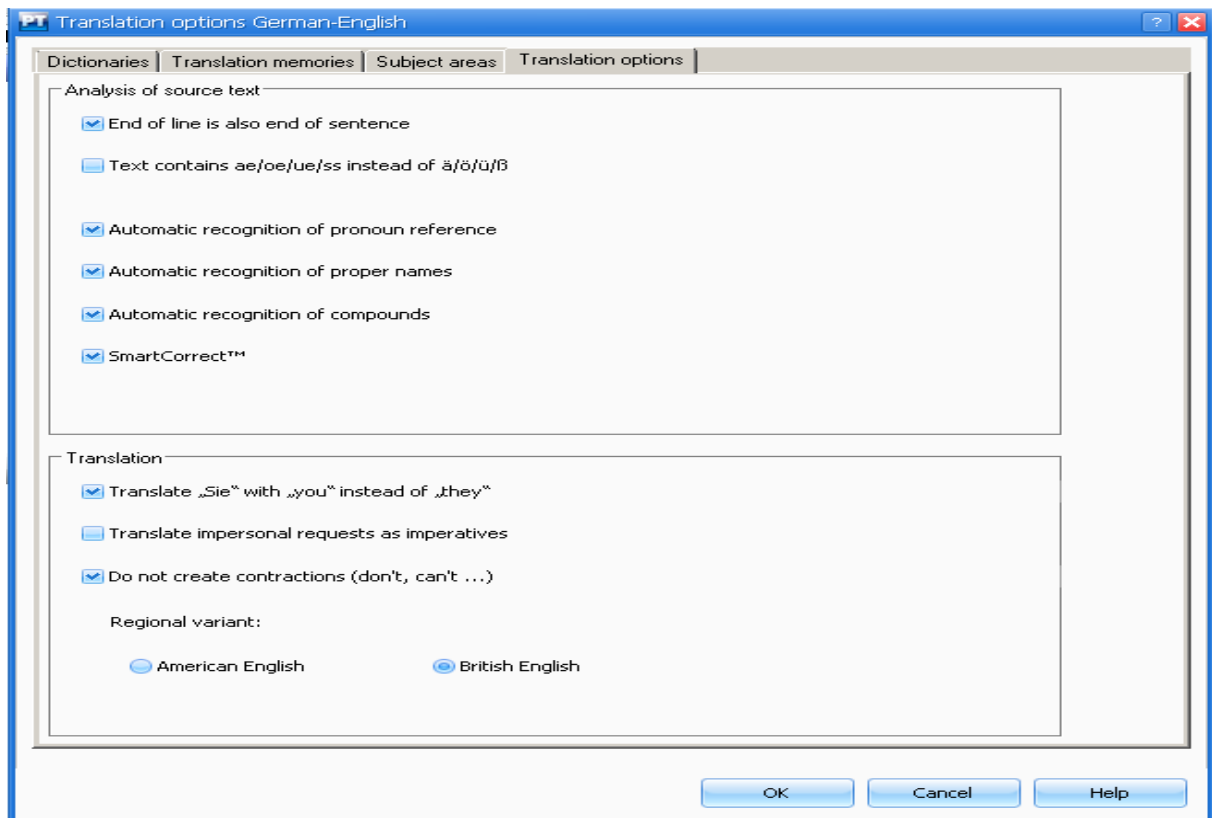 PT Translation options German-English
Dictionaries Translation memories Subject areas Translation options
Analysis of source text
End of line is also end of sentence
Text contains ae/oe/ue/ss instead of ä/ö/ü/ß
Automatic recognition of pronoun reference
Automatic recognition of proper names
Automatic recognition of compounds
SmartCorrect™
Translation
Translate „Sie“ with „you“ instead of „they“
Translate impersonal requests as imperatives
Do not create contractions (don't, can't ...)
Regional variant:
American English British English
OK Cancel Help